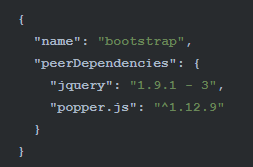 {
  "name": "bootstrap",
  "peerDependencies": {
    "jquery": "1.9.1 - 3",
    "popper.js": "^1.12.9"
  }
}